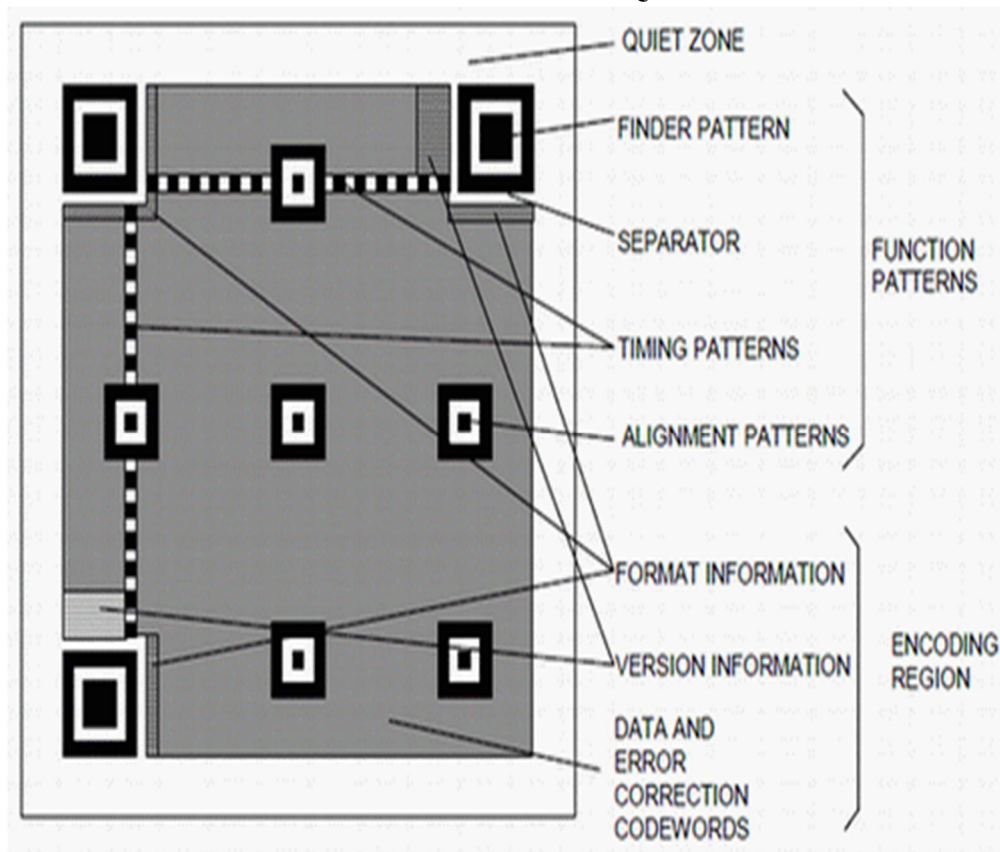 QUIET ZONE
FINDER PATTERN
SEPARATOR
FUNCTION
PATTERNS
TIMING PATTERNS
ALIGNMENT PATTERNS
FORMAT INFORMATION
VERSION INFORMATION
ENCODING
REGION
DATA AND
ERROR
CORRECTION
CODEWORDS